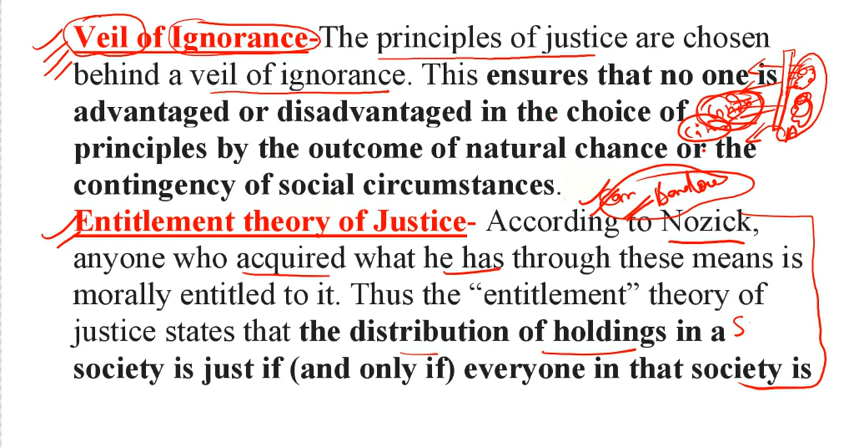 Veil of Ignorance- The principles of justice are chosen
behind a veil of ignorance. This ensures that no one is
advantaged or disadvantaged in the choice of
principles by the outcome of natural chance or the
contingency of social circumstances.
Entitlement theory of Justice- According to Nozick,
anyone who acquired what he has through these means is
morally entitled to it. Thus the “entitlement” theory of
justice states that the distribution of holdings in a S
society is just if (and only if) everyone in that society is